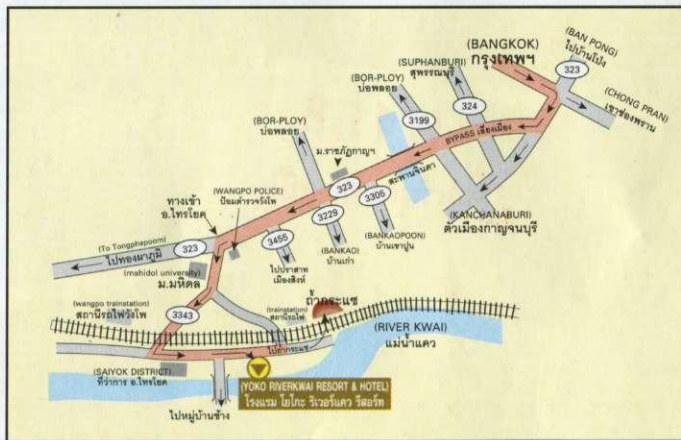 (BAN PONG)
ไปบ้านโป่ง
(BANGKOK)
กรุงเทพฯ
323
(SUPHANBURI)
สุพรรณบุรี
(CHONG PRAN)
เขาช่องพราน
(BOR-PLOY)
บ่อพลอย
324
3199
BYPASS เลี่ยงเมือง
(BOR-PLOY)
บ่อพลอย
ม.ราชภัฏกาญฯ
สะพานจินดา
(WANGPO POLICE)
ป้อมตำรวจวังโพ
323
3305
3229
(KANCHANABURI)
ตัวเมืองกาญจนบุรี
ทางเข้า
อ.ไทรโยค
3455
(BANKAO)
บ้านเก่า
(BANKAOPOON)
บ้านเขาปูน
(To Tongphapoom)
ไปทองผาภูมิ
323
ไปปราสาท
เมืองสิงห์
(mahidol university)
ม.มหิดล
(wangpo trainstation)
สถานีรถไฟวังโพ
3343
(trainstation)
สถานีรถไฟ
ถ้ำกระแซ
(RIVER KWAI)
แม่น้ำแคว
ไปถ้ำกระแซ
(SAIYOK DISTRICT)
ที่ว่าการ อ.ไทรโยค
(YOKO RIVERKWAI RESORT & HOTEL)
โรงแรม โยโกะ ริเวอร์แคว รีสอร์ท
ไปหมู่บ้านช้าง